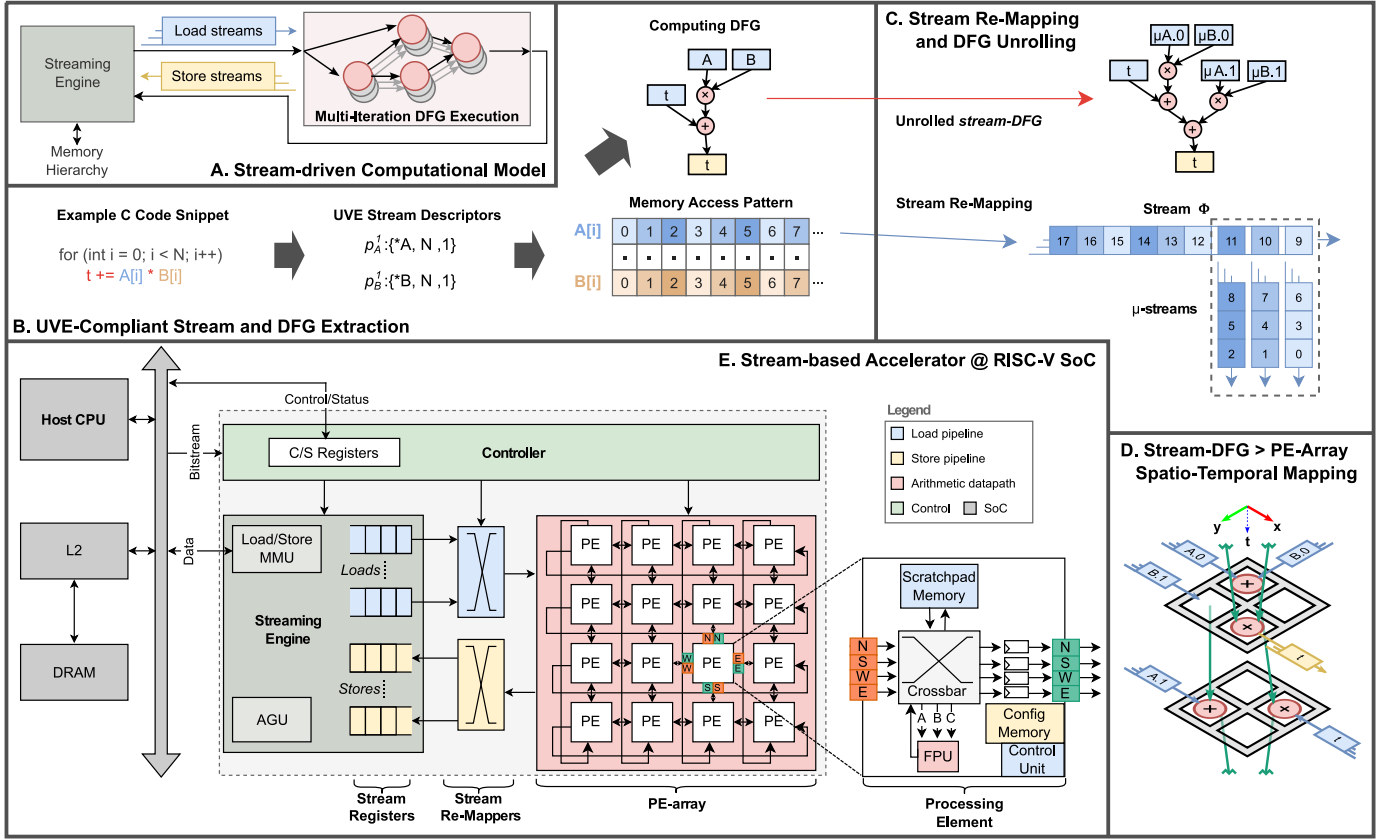 Streaming
Engine
Load streams
Store streams
Multi-Iteration DFG Execution
Memory
Hierarchy
A. Stream-driven Computational Model
Computing DFG
A
B
t
×
+
t
C. Stream Re-Mapping
and DFG Unrolling
μA.0
μB.0
t
×
μA.1
μB.1
+
×
+
t
Unrolled stream-DFG
Example C Code Snippet
for (int i = 0; i < N; i++)
t += A[i] * B[i]
UVE Stream Descriptors
p¹A:{*A, N ,1}
p¹B:{*B, N ,1}
Memory Access Pattern
A[i] 0 1 2 3 4 5 6 7 ...
B[i] 0 1 2 3 4 5 6 7 ...
B. UVE-Compliant Stream and DFG Extraction
Stream Re-Mapping
Stream Φ
17 16 15 14 13 12 11 10 9
μ-streams
8 7 6
5 4 3
2 1 0
E. Stream-based Accelerator @ RISC-V SoC
Host CPU
L2
DRAM
Control/Status
Bitstream
Data
C/S Registers
Controller
Load/Store
MMU
Loads
Streaming
Engine
Stores
AGU
PE PE PE PE
PE PE PE PE
N N
PE PE W W PE E E PE
S S
PE PE PE PE
Stream
Registers
Stream
Re-Mappers
PE-array
Legend
Load pipeline
Store pipeline
Arithmetic datapath
Control
SoC
Scratchpad
Memory
N
S
W
E
Crossbar
A B C
FPU
N
S
W
E
Config
Memory
Control
Unit
Processing
Element
D. Stream-DFG > PE-Array
Spatio-Temporal Mapping
y
x
t
A.0
B.0
B.1
+
×
t
A.1
+
×
t